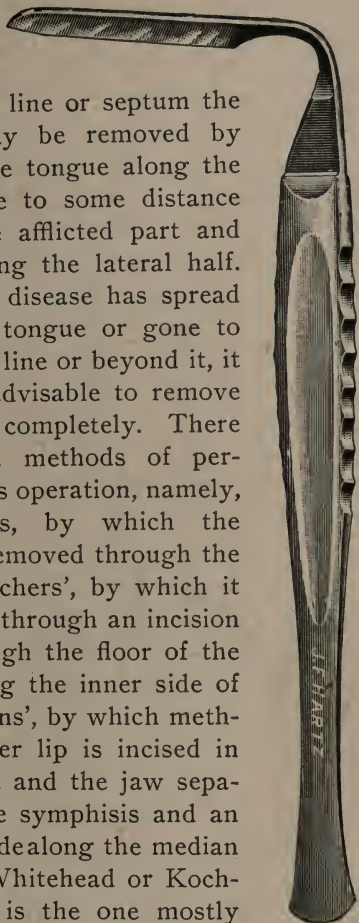 line or septum the
y be removed by
e tongue along the
e to some distance
afflicted part and
ng the lateral half.
disease has spread
tongue or gone to
line or beyond it, it
dvisable to remove
completely. There
methods of per-
s operation, namely,
s, by which the
emoved through the
chers', by which it
through an incision
gh the floor of the
g the inner side of
ns', by which meth-
er lip is incised in
and the jaw sepa-
e symphisis and an
dealong the median
Whitehead or Koch-
is the one mostly
J.F.HARTZ